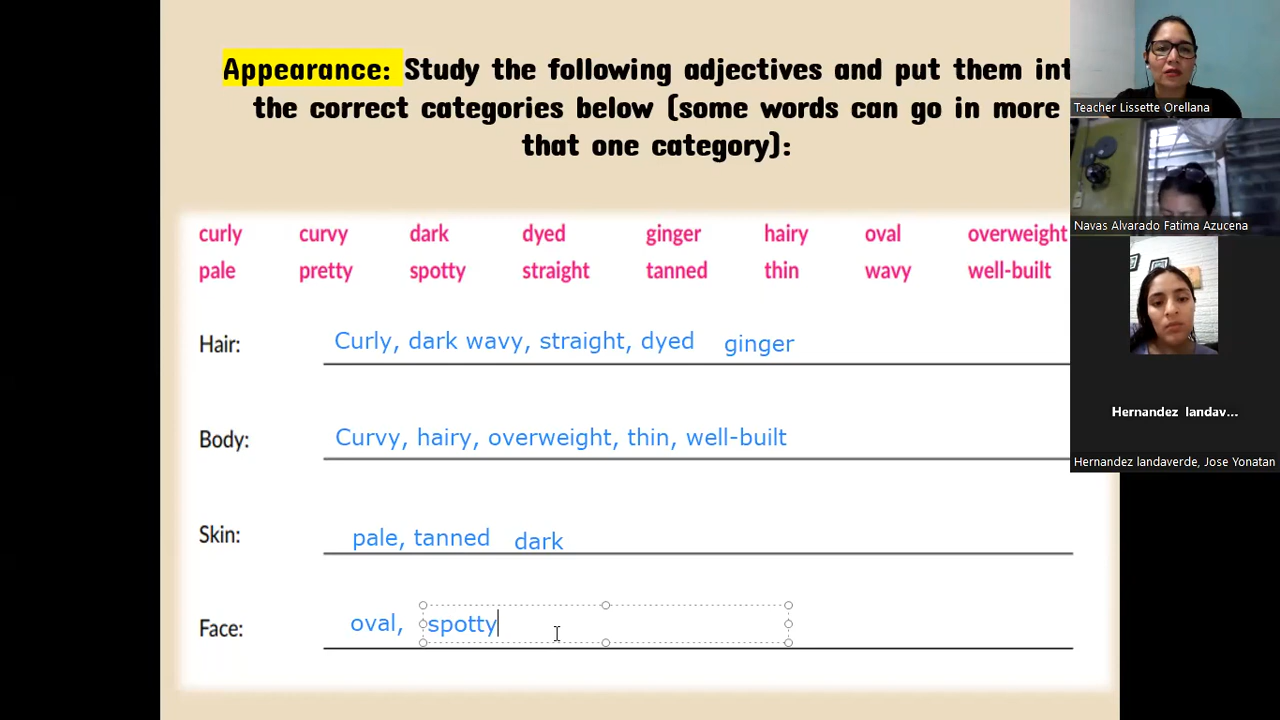 Appearance: Study the following adjectives and put them int
the correct categories below (some words can go in more
that one category):
curly curvy dark dyed ginger hairy oval overweight
pale pretty spotty straight tanned thin wavy well-built
Hair: Curly, dark wavy, straight, dyed ginger
Body: Curvy, hairy, overweight, thin, well-built
Skin: pale, tanned dark
Face: oval, spotty
Teacher Lissette Orellana
Navas Alvarado Fatima Azucena
Hernandez landav...
Hernandez landaverde, Jose Yonatan